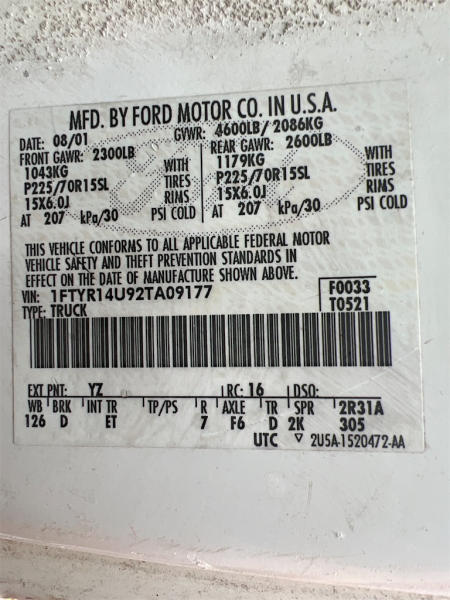 MFD. BY FORD MOTOR CO. IN U.S.A.
DATE: 08/01 GVWR: 4600LB/ 2086KG
FRONT GAWR: 2300LB REAR GAWR: 2600LB
1043KG WITH 1179KG WITH
P225/70R15SL TIRES P225/70R15SL TIRES
15X6.0J RIMS 15X6.0J RIMS
AT 207 kPa/30 PSI COLD AT 207 kPa/30 PSI COLD
THIS VEHICLE CONFORMS TO ALL APPLICABLE FEDERAL MOTOR
VEHICLE SAFETY AND THEFT PREVENTION STANDARDS IN
EFFECT ON THE DATE OF MANUFACTURE SHOWN ABOVE.
VIN: 1FTYR14U92TA09177 F0033
TYPE: TRUCK T0521
EXT PNT: YZ RC: 16 DSO:
WB BRK INT TR TP/PS R AXLE TR SPR 2R31A
126 D ET 7 F6 D 2K 305
UTC ▽ 2U5A-1520472-AA